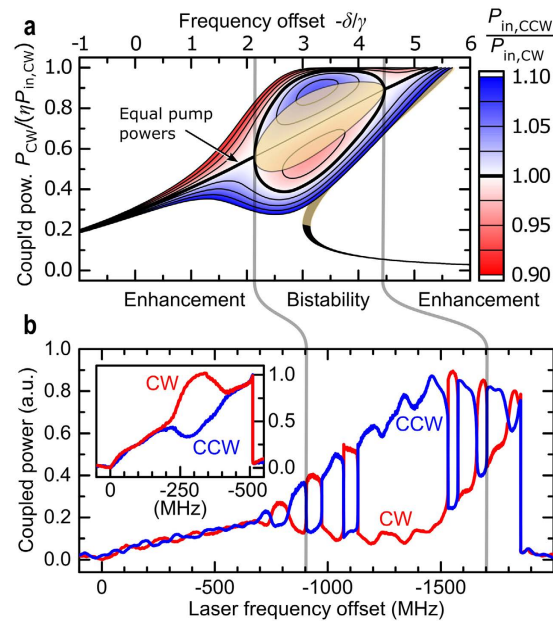 a
Frequency offset -δ/γ
P_in,CCW / P_in,CW
-1 0 1 2 3 4 5 6
Coupl'd pow. P_CW/(ηP_in,CW)
1.0
0.8
0.6
0.4
0.2
0.0
Equal pump
powers
1.10
1.05
1.00
0.95
0.90
Enhancement Bistability Enhancement
b
Coupled power (a.u.)
1.0
0.8
0.6
0.4
0.2
0.0
CW
CCW
1.0
0.5
0.0
0 -250 -500
(MHz)
CCW
CW
0 -500 -1000 -1500
Laser frequency offset (MHz)